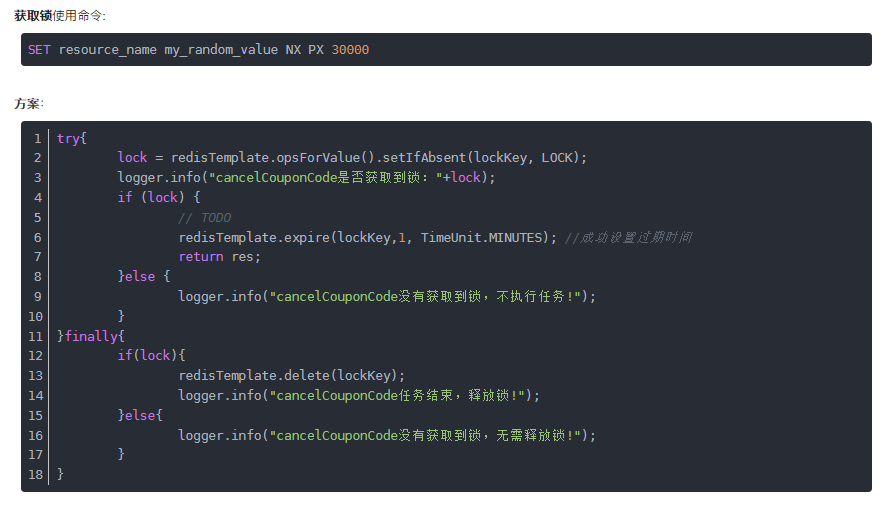 获取锁使用命令:
SET resource_name my_random_value NX PX 30000
方案:
1 try{
2 lock = redisTemplate.opsForValue().setIfAbsent(lockKey, LOCK);
3 logger.info("cancelCouponCode是否获取到锁："+lock);
4 if (lock) {
5 // TODO
6 redisTemplate.expire(lockKey,1, TimeUnit.MINUTES); //成功设置过期时间
7 return res;
8 }else {
9 logger.info("cancelCouponCode没有获取到锁，不执行任务!");
10 }
11 }finally{
12 if(lock){
13 redisTemplate.delete(lockKey);
14 logger.info("cancelCouponCode任务结束，释放锁!");
15 }else{
16 logger.info("cancelCouponCode没有获取到锁，无需释放锁!");
17 }
18 }